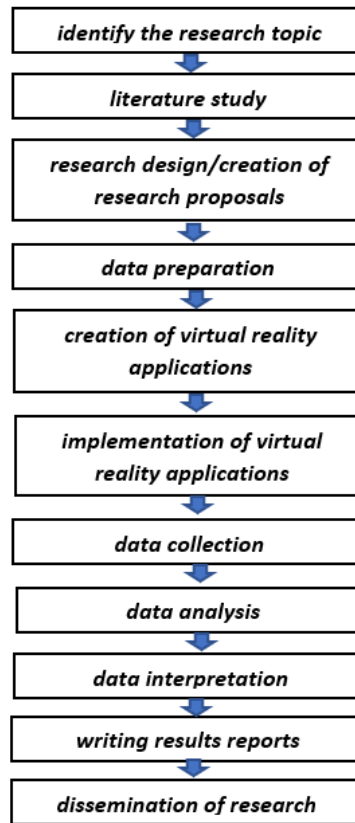 identify the research topic
literature study
research design/creation of
research proposals
data preparation
creation of virtual reality
applications
implementation of virtual
reality applications
data collection
data analysis
data interpretation
writing results reports
dissemination of research